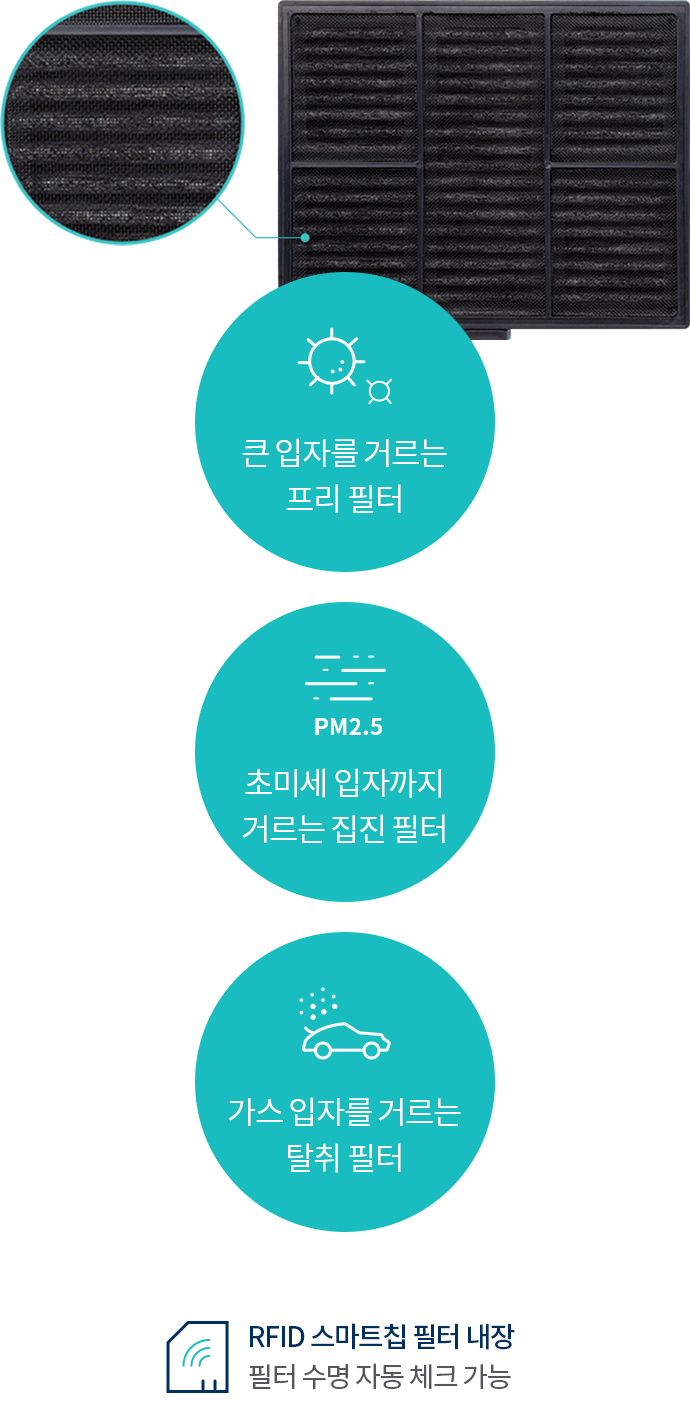 큰 입자를 거르는
프리 필터
PM2.5
초미세 입자까지
거르는 집진 필터
가스 입자를 거르는
탈취 필터
RFID 스마트칩 필터 내장
필터 수명 자동 체크 가능